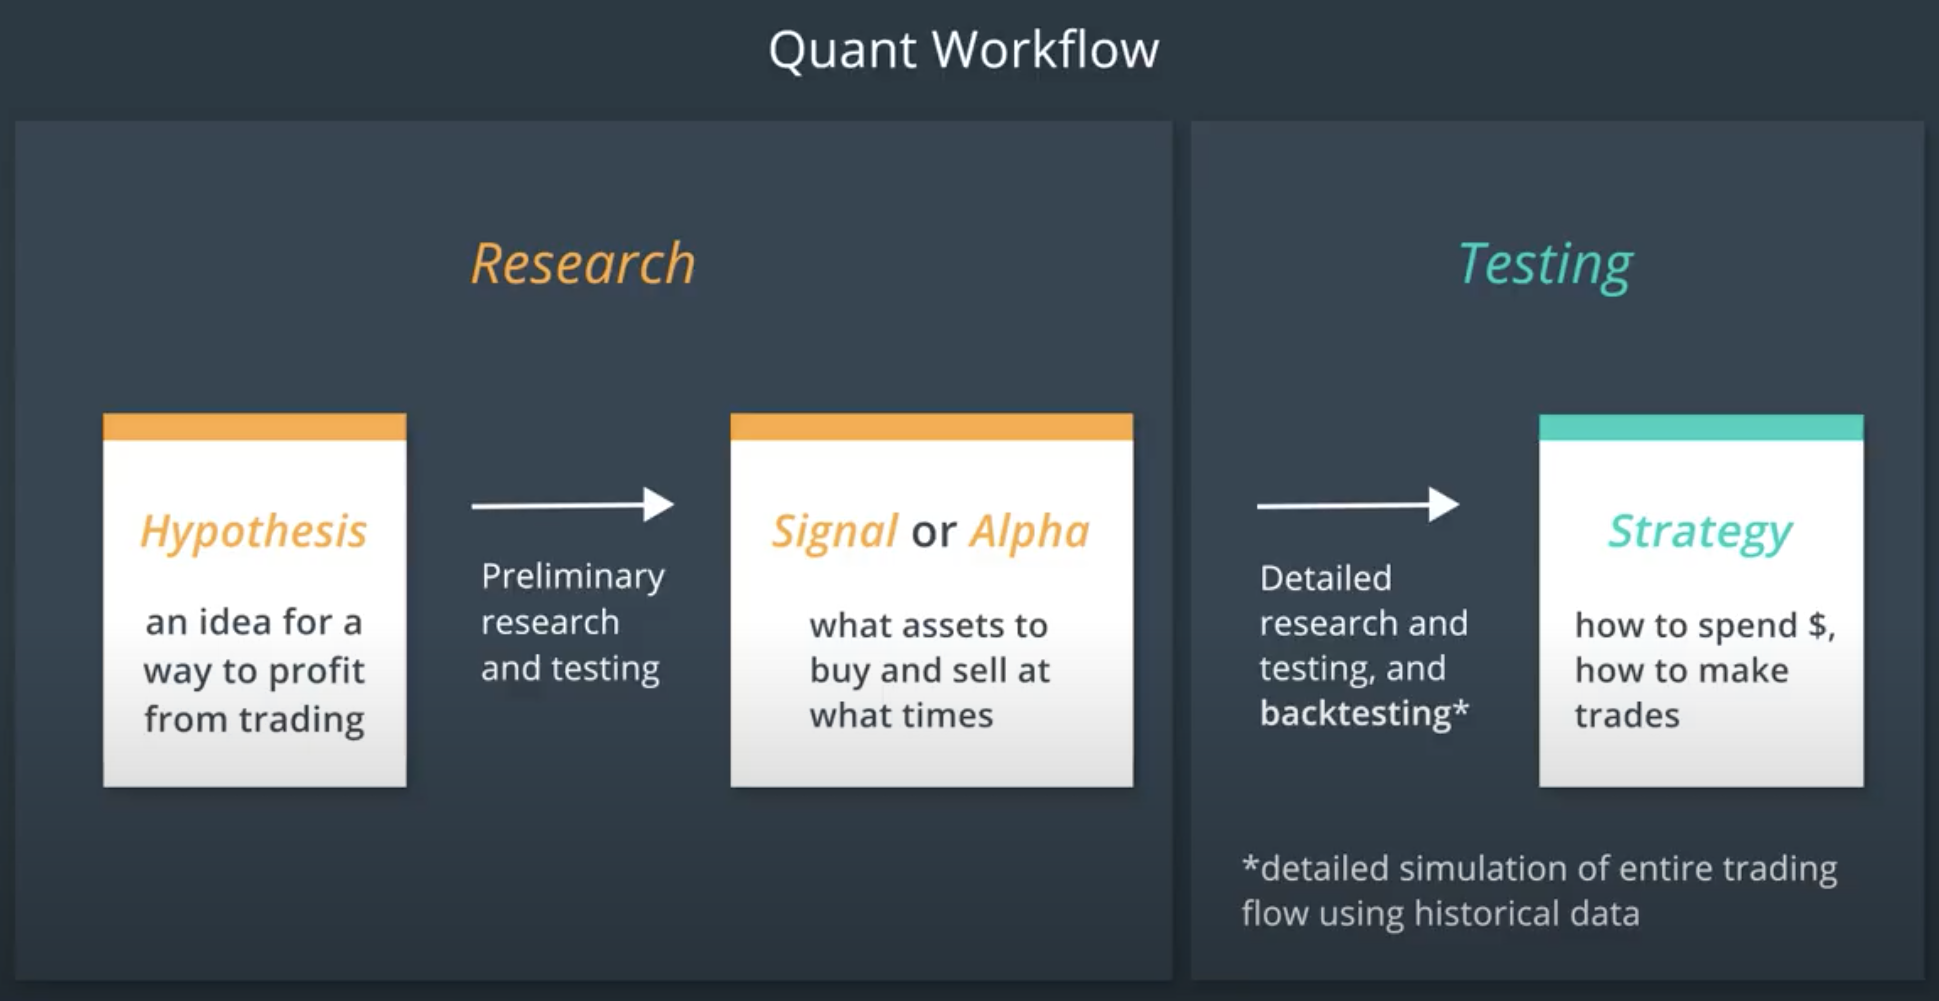 Quant Workflow
Research
Hypothesis
an idea for a
way to profit
from trading
Preliminary
research
and testing
Signal or Alpha
what assets to
buy and sell at
what times
Testing
Detailed
research and
testing, and
backtesting*
Strategy
how to spend $,
how to make
trades
*detailed simulation of entire trading
flow using historical data